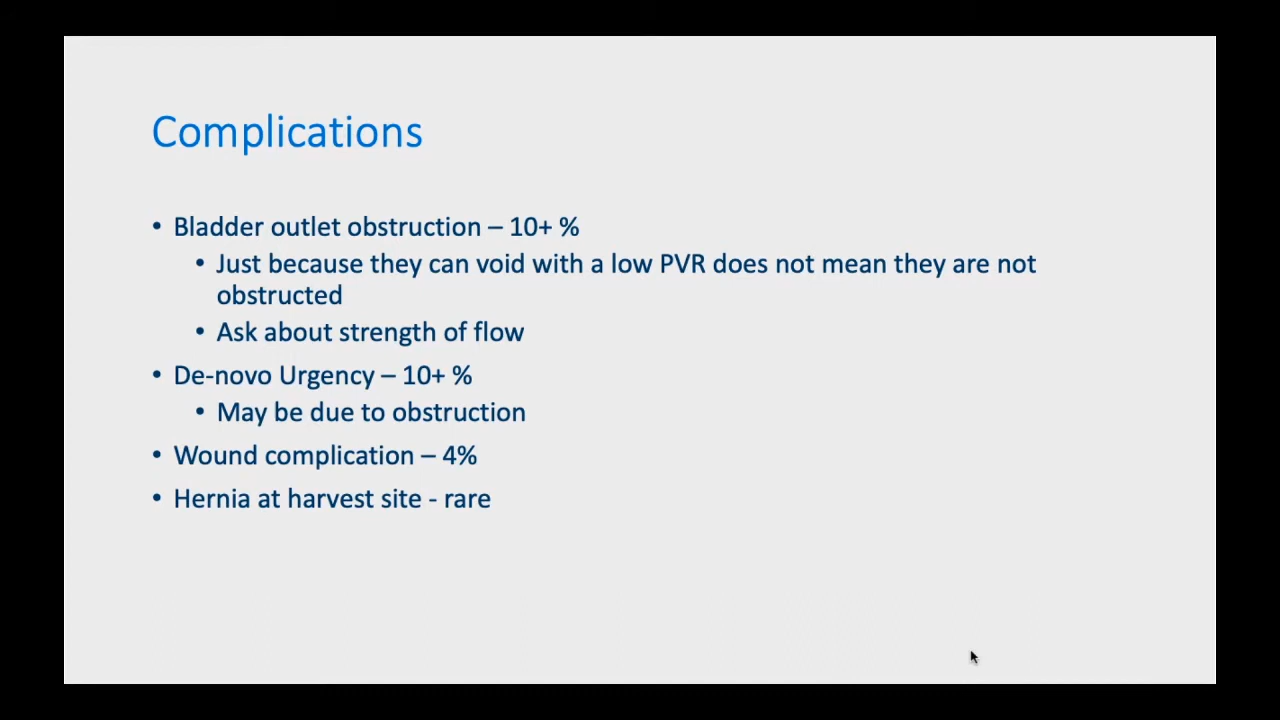 Complications
• Bladder outlet obstruction – 10+ %
• Just because they can void with a low PVR does not mean they are not
obstructed
• Ask about strength of flow
• De-novo Urgency – 10+ %
• May be due to obstruction
• Wound complication – 4%
• Hernia at harvest site - rare